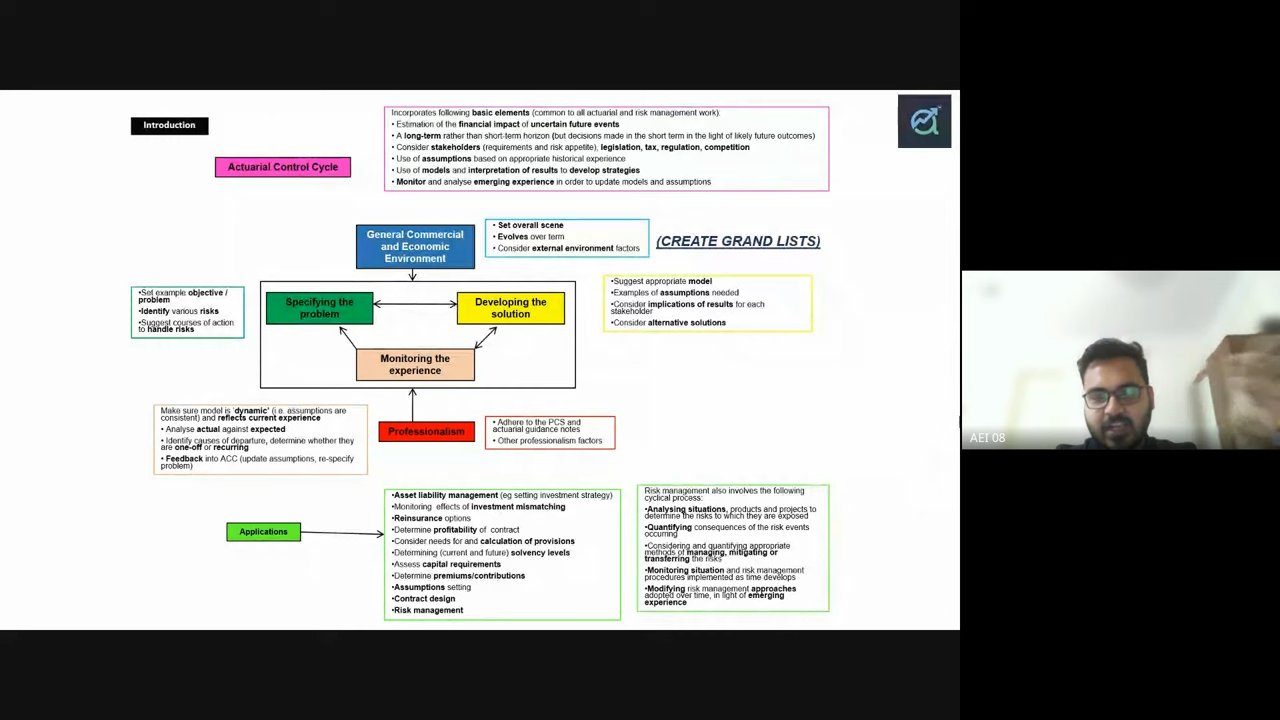 Introduction
Actuarial Control Cycle
Incorporates following basic elements (common to all actuarial and risk management work):
• Estimation of the financial impact of uncertain future events
• A long-term rather than short-term horizon (but decisions made in the short term in the light of likely future outcomes)
• Consider stakeholders (requirements and risk appetite), legislation, tax, regulation, competition
• Use of assumptions based on appropriate historical experience
• Use of models and interpretation of results to develop strategies
• Monitor and analyse emerging experience in order to update models and assumptions
General Commercial
and Economic
Environment
• Set overall scene
• Evolves over term
• Consider external environment factors
(CREATE GRAND LISTS)
•Set example objective /
problem
•Identify various risks
•Suggest courses of action
to handle risks
Specifying the
problem
Developing the
solution
•Suggest appropriate model
•Examples of assumptions needed
•Consider implications of results for each
stakeholder
•Consider alternative solutions
Monitoring the
experience
Make sure model is 'dynamic' (i.e. assumptions are
consistent) and reflects current experience
• Analyse actual against expected
• Identify causes of departure, determine whether they
are one-off or recurring
• Feedback into ACC (update assumptions, re-specify
problem)
Professionalism
• Adhere to the PCS and
actuarial guidance notes
• Other professionalism factors
AEI 08
Applications
•Asset liability management (eg setting investment strategy)
•Monitoring effects of investment mismatching
•Reinsurance options
•Determine profitability of contract
•Consider needs for and calculation of provisions
•Determining (current and future) solvency levels
•Assess capital requirements
•Determine premiums/contributions
•Assumptions setting
•Contract design
•Risk management
Risk management also involves the following
cyclical process:
•Analysing situations, products and projects to
determine the risks to which they are exposed
•Quantifying consequences of the risk events
occurring
•Considering and quantifying appropriate
methods of managing, mitigating or
transferring the risks
•Monitoring situation and risk management
procedures implemented as time develops
•Modifying risk management approaches
adopted over time, in light of emerging
experience